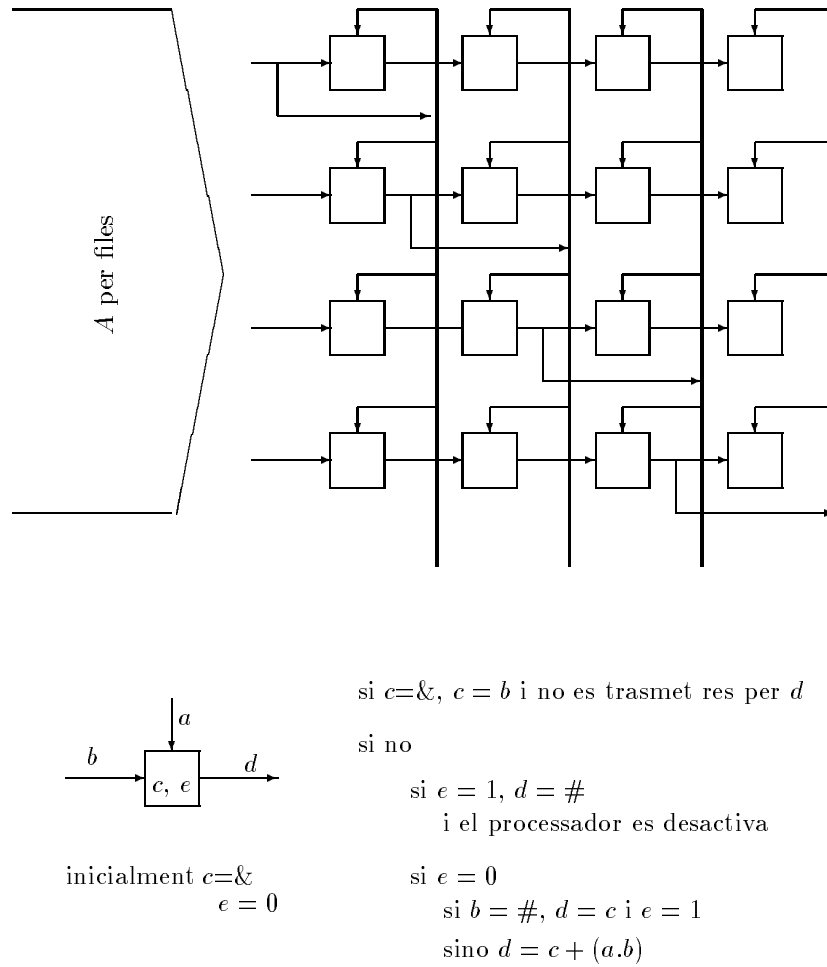 A per files
a
b
d
c, e
inicialment c=&
e = 0
si c=&, c = b i no es trasmet res per d
si no
si e = 1, d = #
i el processador es desactiva
si e = 0
si b = #, d = c i e = 1
sino d = c + (a.b)